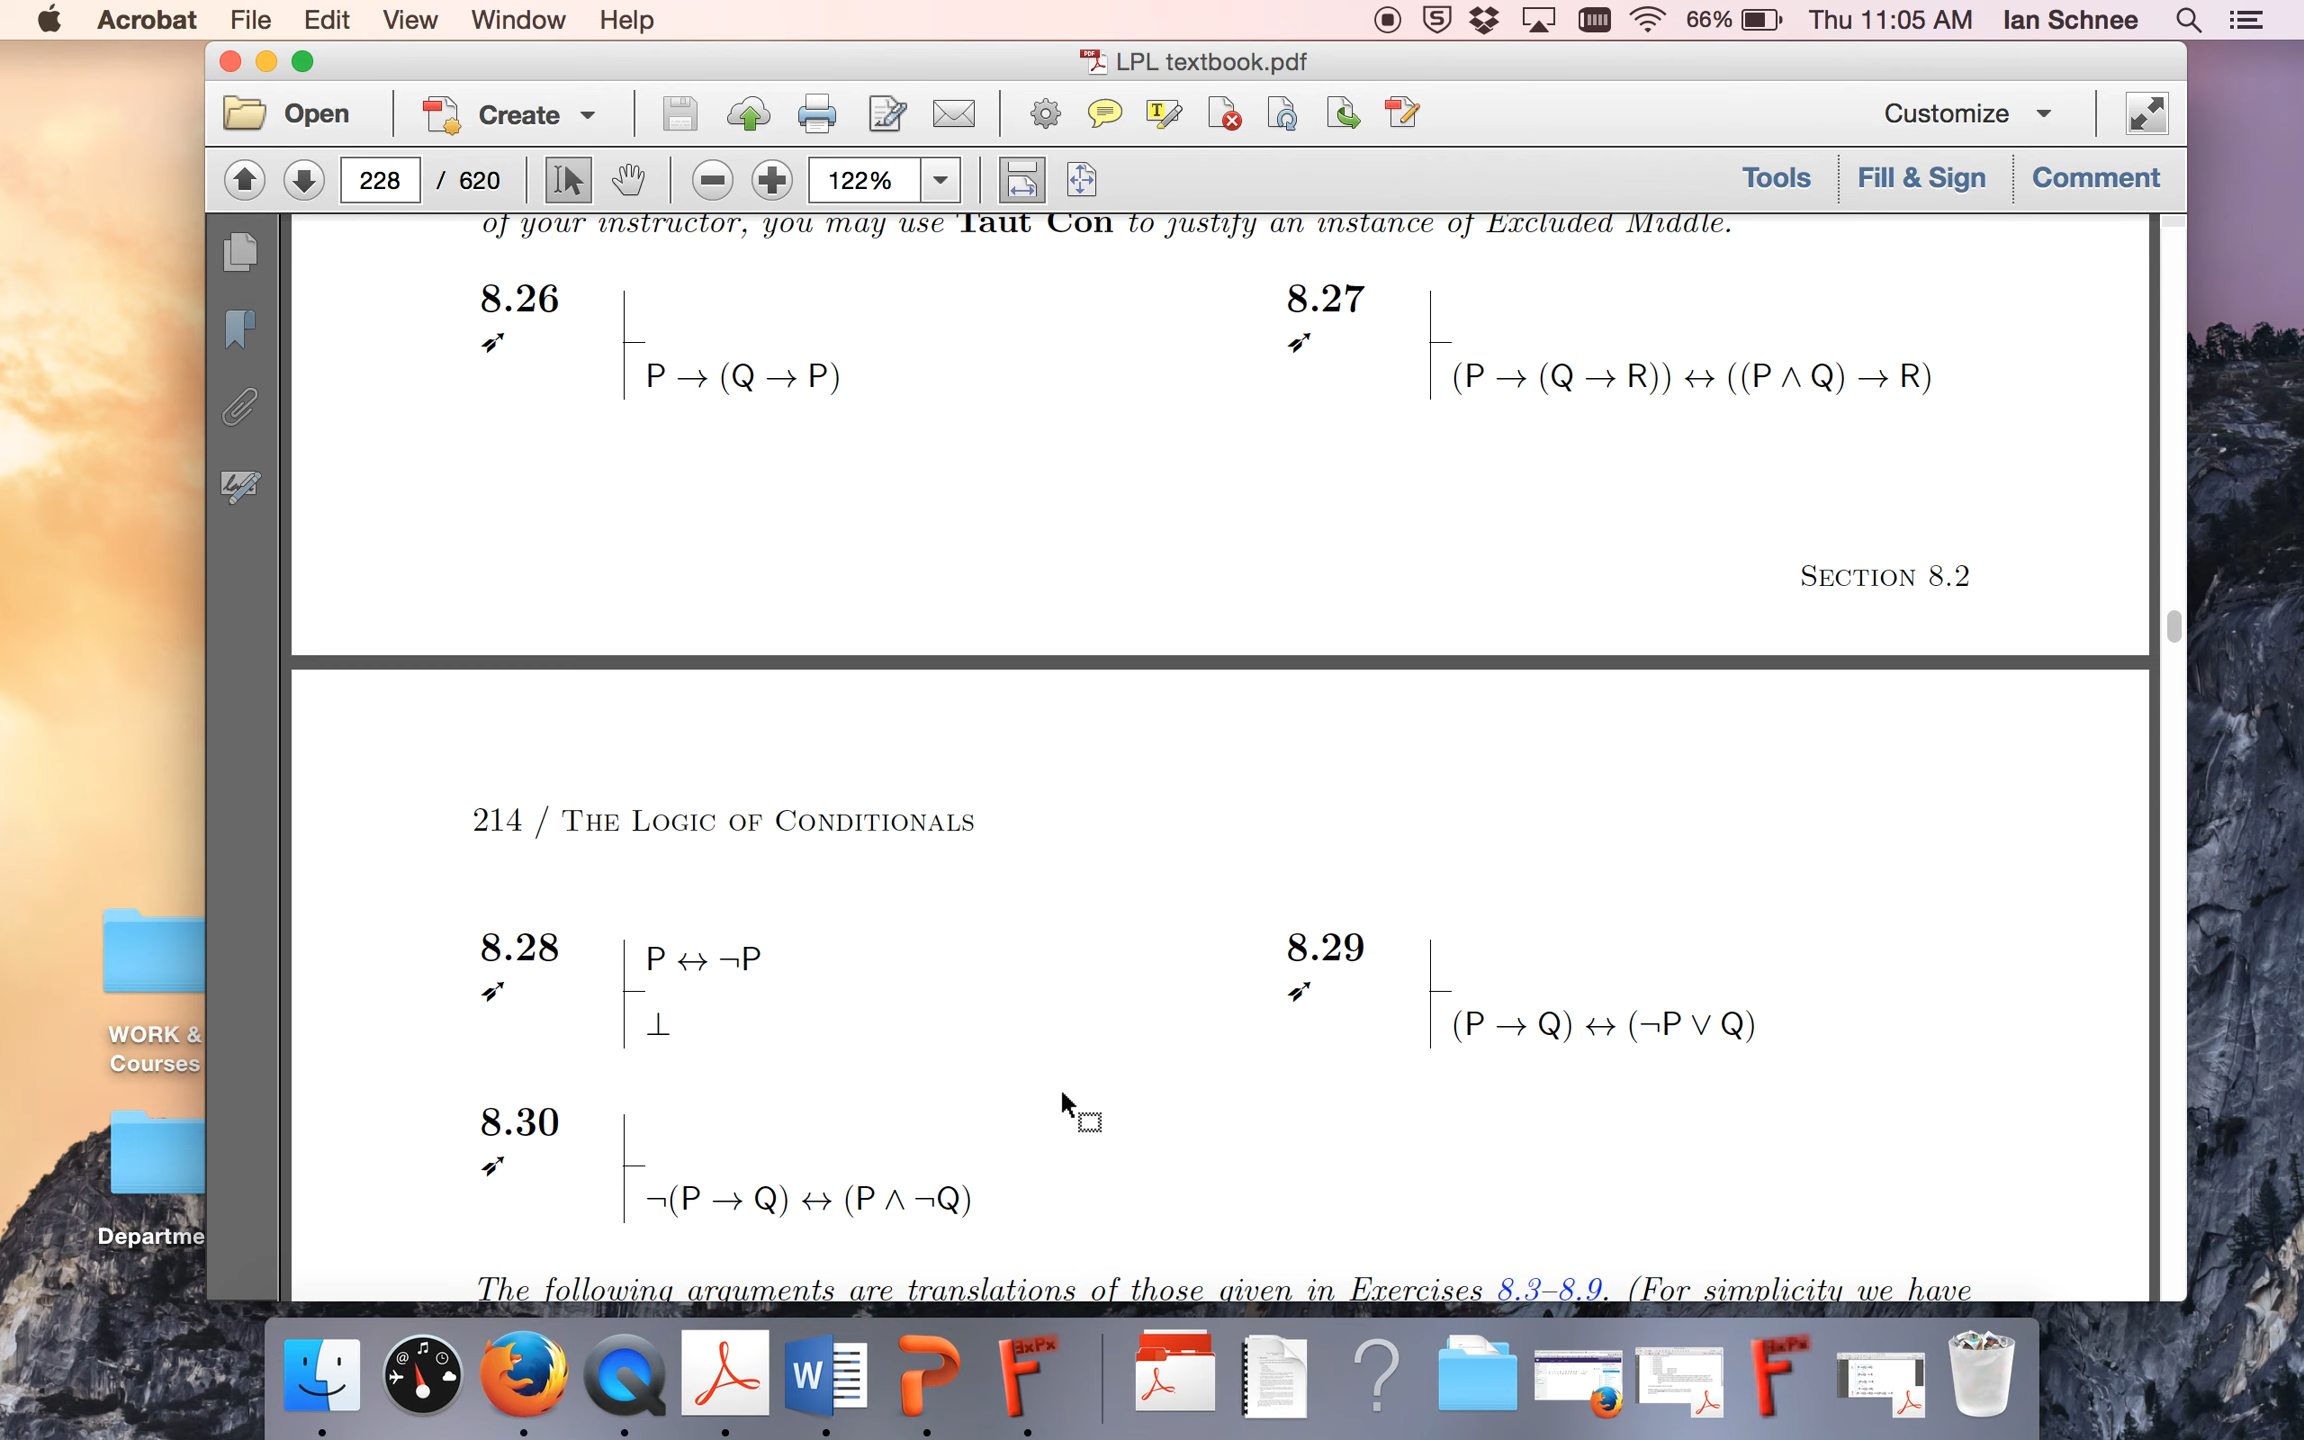 Acrobat File Edit View Window Help 66% Thu 11:05 AM Ian Schnee
LPL textbook.pdf
Open Create Customize
228 / 620 122% Tools Fill & Sign Comment
of your instructor, you may use Taut Con to justify an instance of Excluded Middle.
8.26 8.27
P → (Q → P) (P → (Q → R)) ↔ ((P ∧ Q) → R)
Section 8.2
214 / The Logic of Conditionals
8.28 P ↔ ¬P 8.29
⊥ (P → Q) ↔ (¬P ∨ Q)
8.30
¬(P → Q) ↔ (P ∧ ¬Q)
The following arguments are translations of those given in Exercises 8.3–8.9. (For simplicity we have
WORK &
Courses
Departme